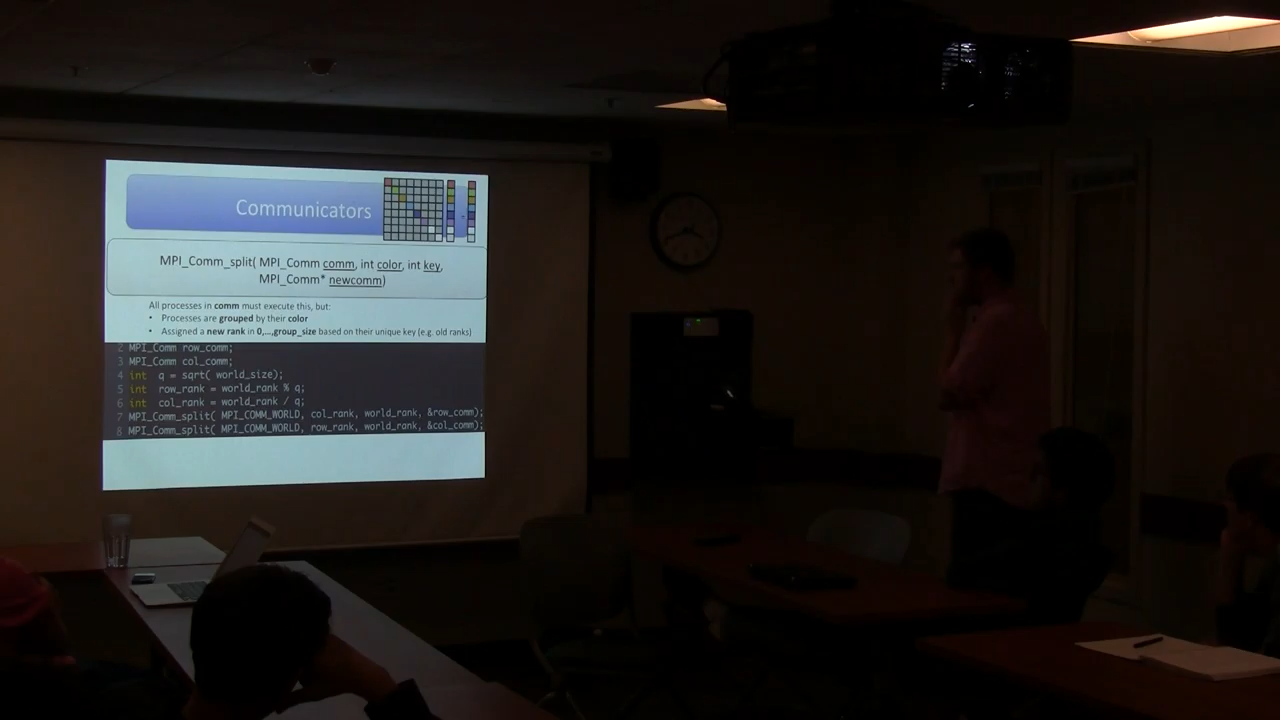 Communicators
MPI_Comm_split( MPI_Comm comm, int color, int key,
MPI_Comm* newcomm)
All processes in comm must execute this, but:
• Processes are grouped by their color
• Assigned a new rank in 0,...,group_size based on their unique key (e.g. old ranks)
2 MPI_Comm row_comm;
3 MPI_Comm col_comm;
4 int q = sqrt( world_size);
5 int row_rank = world_rank % q;
6 int col_rank = world_rank / q;
7 MPI_Comm_split( MPI_COMM_WORLD, col_rank, world_rank, &row_comm);
8 MPI_Comm_split( MPI_COMM_WORLD, row_rank, world_rank, &col_comm);